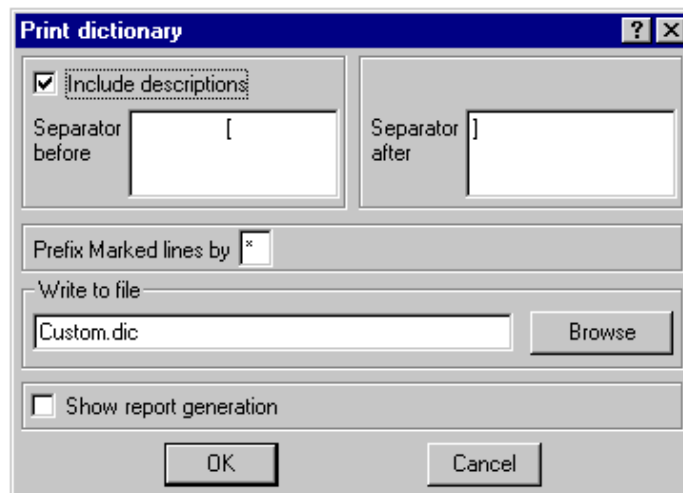 Print dictionary
Include descriptions
Separator before
[
Separator after
]
Prefix Marked lines by *
Write to file
Custom.dic
Browse
Show report generation
OK
Cancel